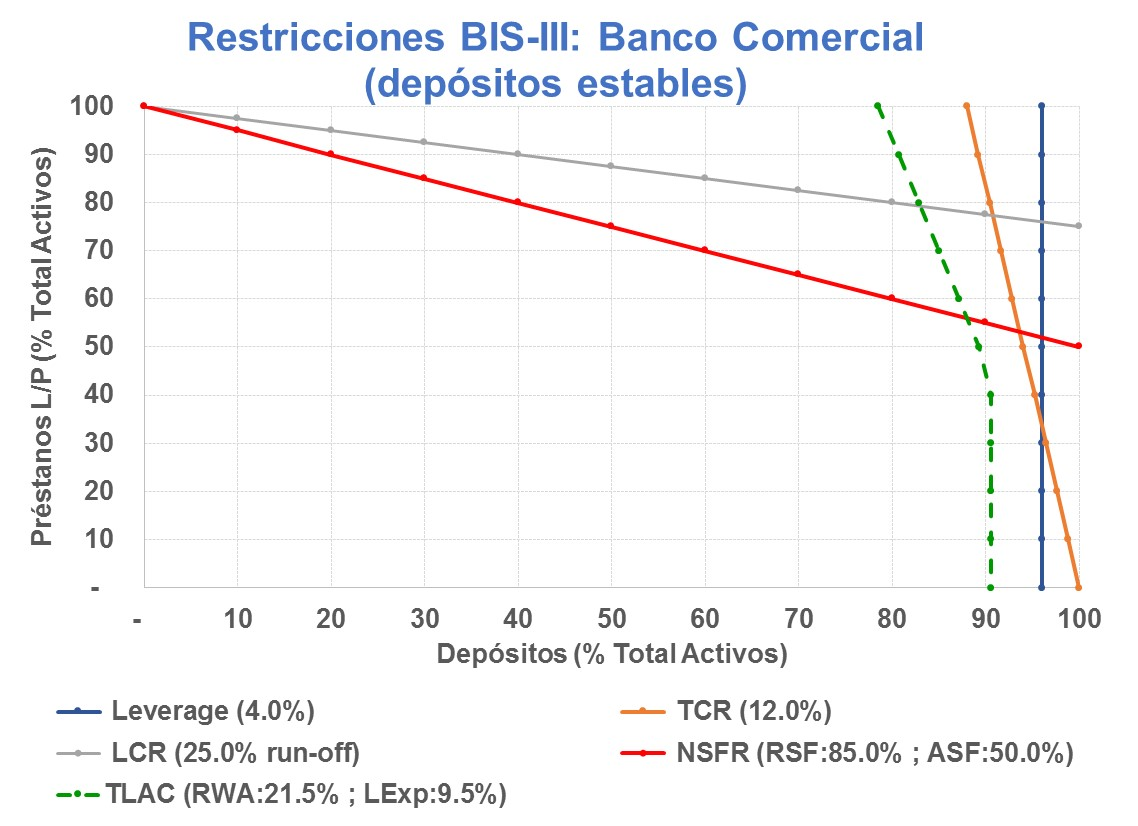 Restricciones BIS-III: Banco Comercial
(depósitos estables)
Préstanos L/P (% Total Activos)
100
90
80
70
60
50
40
30
20
10
-
- 10 20 30 40 50 60 70 80 90 100
Depósitos (% Total Activos)
Leverage (4.0%)
TCR (12.0%)
LCR (25.0% run-off)
NSFR (RSF:85.0% ; ASF:50.0%)
TLAC (RWA:21.5% ; LExp:9.5%)